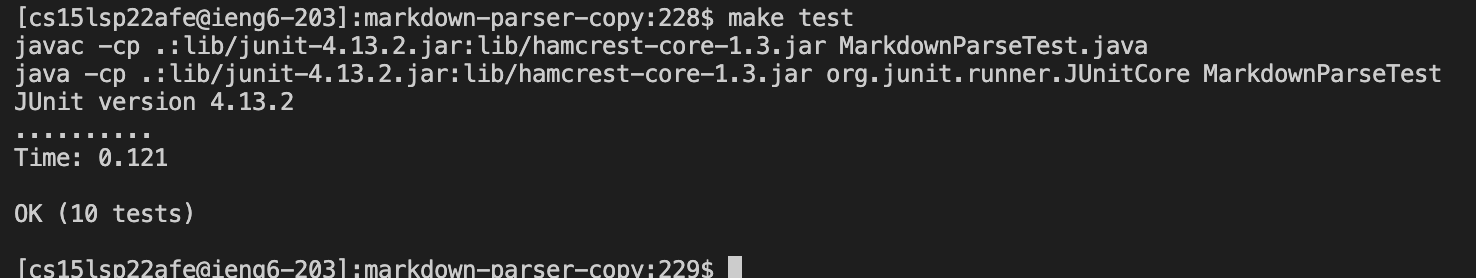 [cs15lsp22afe@ieng6-203]:markdown-parser-copy:228$ make test
javac -cp .:lib/junit-4.13.2.jar:lib/hamcrest-core-1.3.jar MarkdownParseTest.java
java -cp .:lib/junit-4.13.2.jar:lib/hamcrest-core-1.3.jar org.junit.runner.JUnitCore MarkdownParseTest
JUnit version 4.13.2
..........
Time: 0.121
OK (10 tests)
[cs15lsp22afe@ieng6-203]:markdown-parser-copy:229$